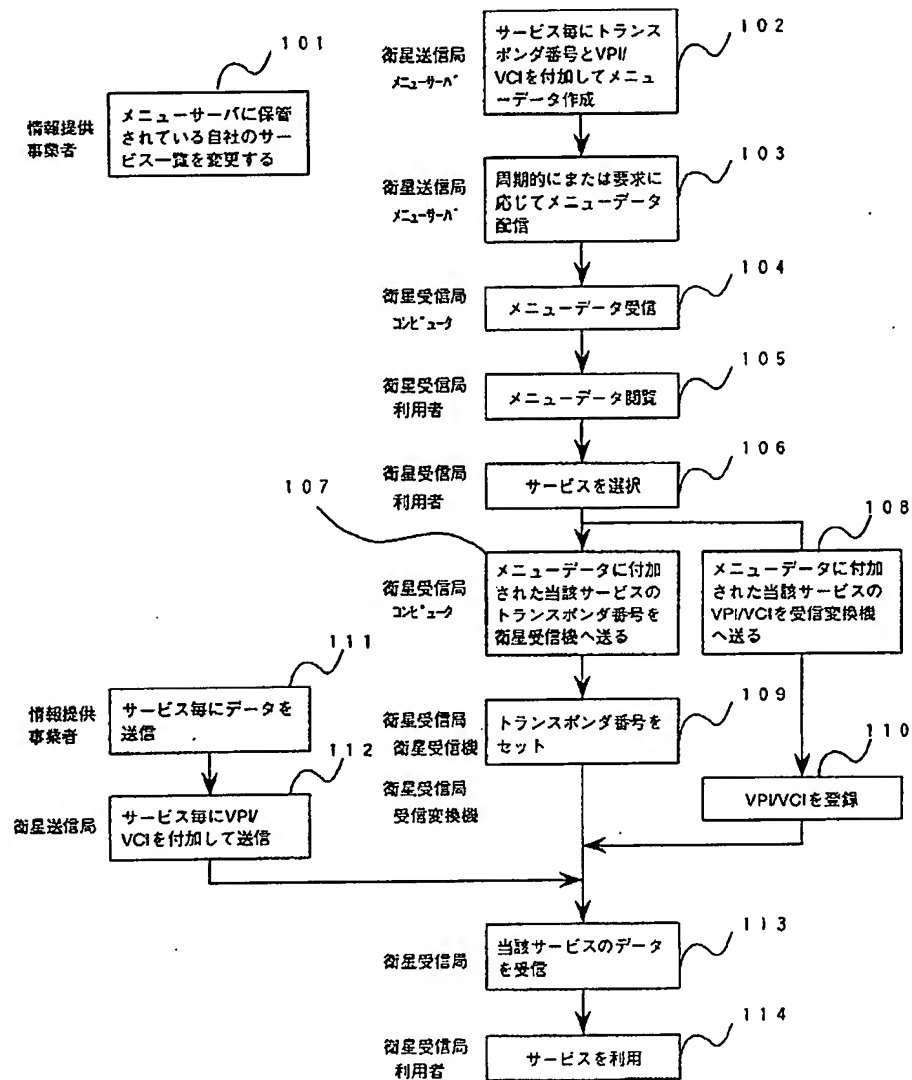 101
情報提供
事業者
メニューサーバに保管
されている自社のサー
ビス一覧を変更する
102
衛星送信局
メニューサーバ
サービス毎にトランス
ポンダ番号とVPI/
VCIを付加してメニュ
ーデータ作成
103
衛星送信局
メニューサーバ
周期的にまたは要求に
応じてメニューデータ
配信
104
衛星受信局
コンピュータ
メニューデータ受信
105
衛星受信局
利用者
メニューデータ閲覧
106
衛星受信局
利用者
サービスを選択
107
衛星受信局
コンピュータ
メニューデータに付加
された当該サービスの
トランスポンダ番号を
衛星受信機へ送る
108
メニューデータに付加
された当該サービスの
VPI/VCIを受信変換機
へ送る
109
衛星受信局
衛星受信機
トランスポンダ番号を
セット
衛星受信局
受信変換機
110
VPI/VCIを登録
111
情報提供
事業者
サービス毎にデータを
送信
112
衛星送信局
サービス毎にVPI/
VCIを付加して送信
113
衛星受信局
当該サービスのデータ
を受信
114
衛星受信局
利用者
サービスを利用